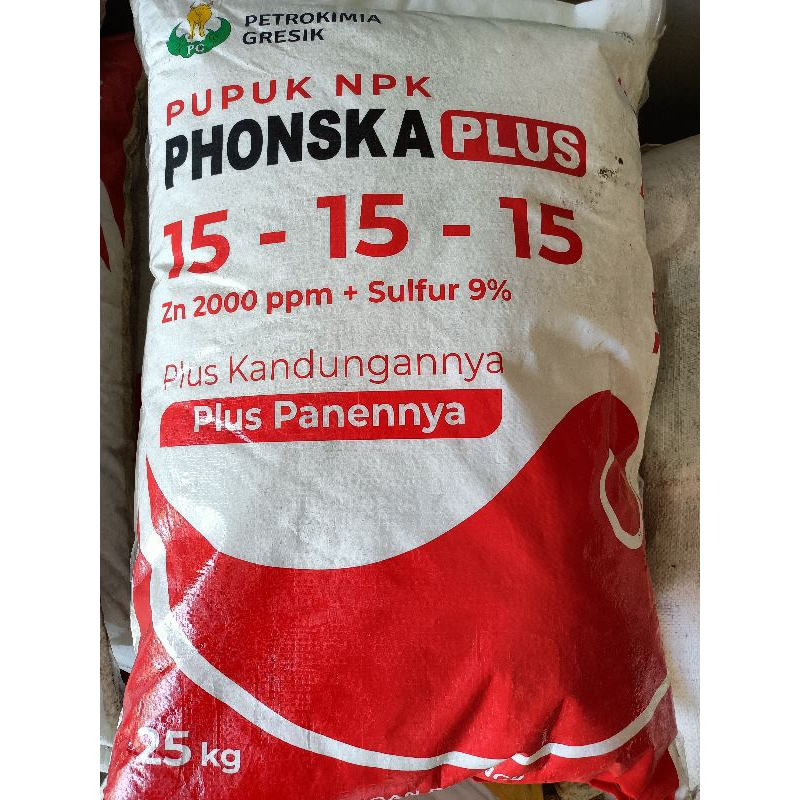 PG
PETROKIMIA
GRESIK
PUPUK NPK
PHONSKA PLUS
15 - 15 - 15
Zn 2000 ppm + Sulfur 9%
Plus Kandungannya
Plus Panennya
25 kg